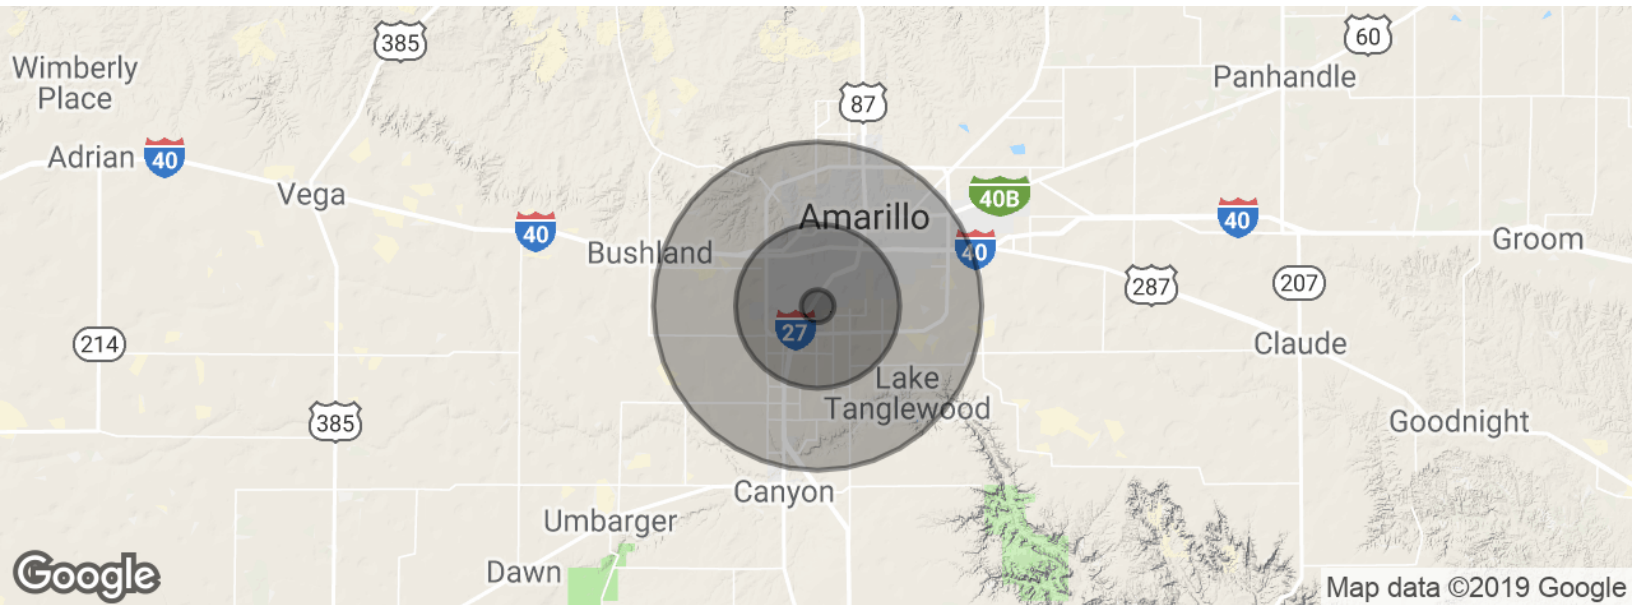 385
60
Wimberly
Place
Panhandle
87
Adrian
40
Vega
40B
Amarillo
40
40
Bushland
40
Groom
287
207
27
214
Claude
Lake
Tanglewood
385
Goodnight
Canyon
Umbarger
Dawn
Google
Map data ©2019 Google